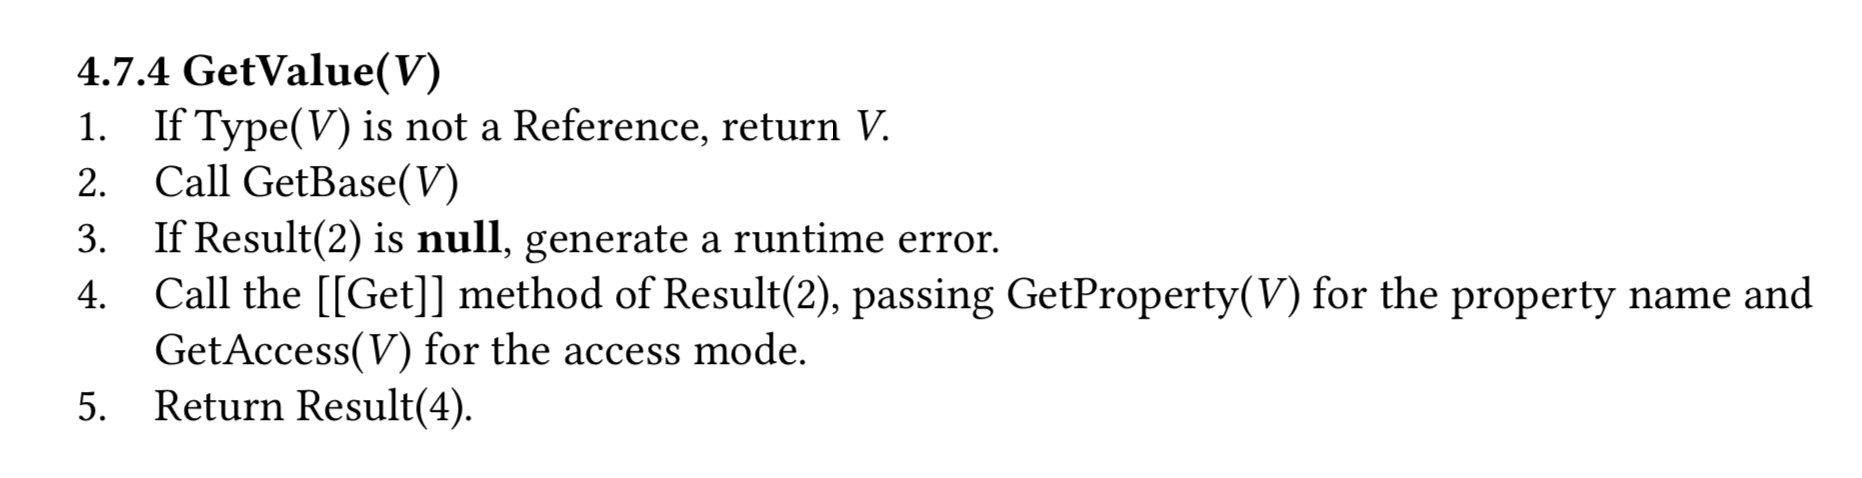 4.7.4 GetValue(V)
1. If Type(V) is not a Reference, return V.
2. Call GetBase(V)
3. If Result(2) is null, generate a runtime error.
4. Call the [[Get]] method of Result(2), passing GetProperty(V) for the property name and
GetAccess(V) for the access mode.
5. Return Result(4).